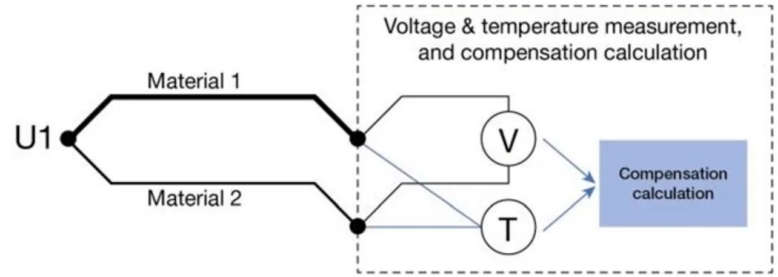 Voltage & temperature measurement,
and compensation calculation
Material 1
U1
V
Material 2
T
Compensation
calculation